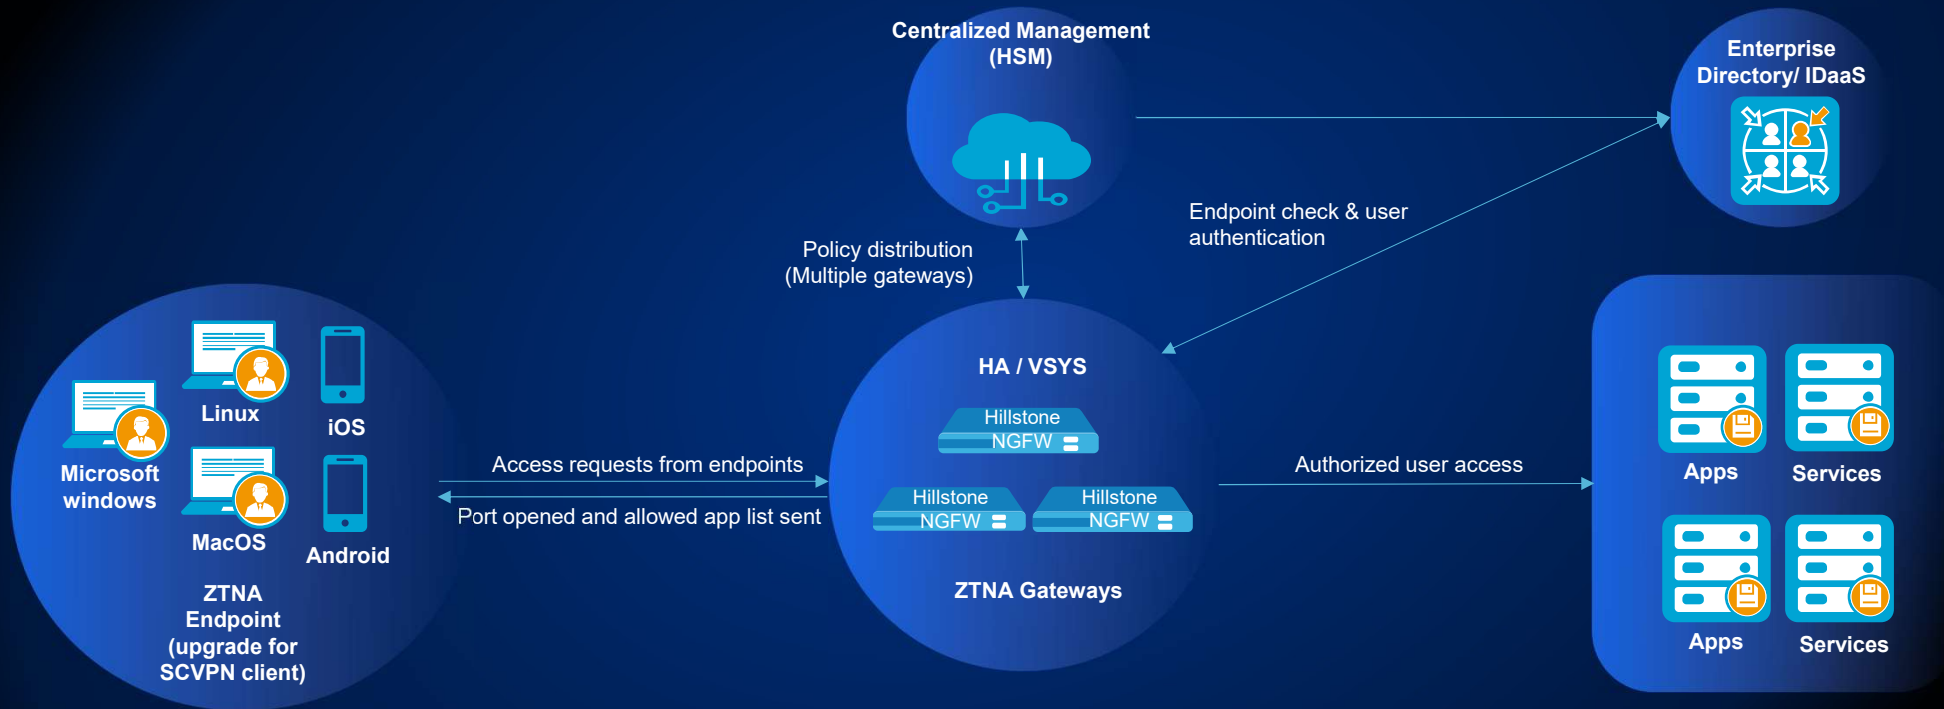 Centralized Management
(HSM)
Enterprise
Directory/ IDaaS
Endpoint check & user
authentication
Policy distribution
(Multiple gateways)
HA / VSYS
Hillstone
NGFW
Hillstone
NGFW
Hillstone
NGFW
ZTNA Gateways
Linux
iOS
Microsoft
windows
MacOS
Android
ZTNA
Endpoint
(upgrade for
SCVPN client)
Access requests from endpoints
Port opened and allowed app list sent
Authorized user access
Apps
Services
Apps
Services